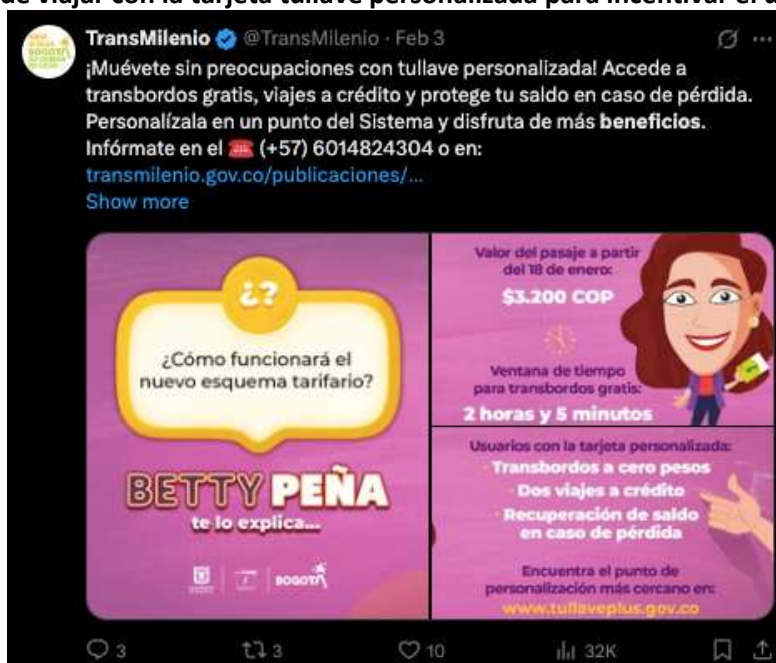 de viajar con la tarjeta tullave personalizada para incentivar el
TransMilenio @TransMilenio · Feb 3
¡Muévete sin preocupaciones con tullave personalizada! Accede a
transbordos gratis, viajes a crédito y protege tu saldo en caso de pérdida.
Personalízala en un punto del Sistema y disfruta de más beneficios.
Infórmate en el ☎️ (+57) 6014824304 o en:
transmilenio.gov.co/publicaciones/...
Show more
¿?
¿Cómo funcionará el
nuevo esquema tarifario?
BETTY PEÑA
te lo explica...
BOGOTÁ
Valor del pasaje a partir
del 18 de enero:
$3.200 COP
Ventana de tiempo
para transbordos gratis:
2 horas y 5 minutos
Usuarios con la tarjeta personalizada:
· Transbordos a cero pesos
· Dos viajes a crédito
· Recuperación de saldo
en caso de pérdida
Encuentra el punto de
personalización más cercano en:
www.tullaveplus.gov.co
3 3 10 32K